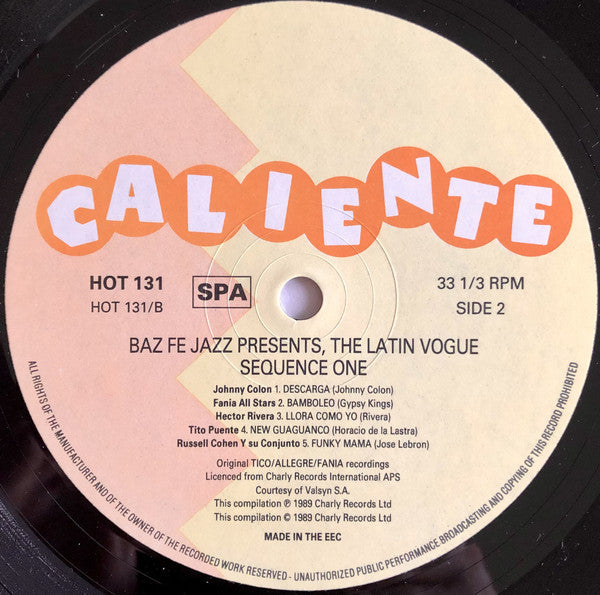 CALIENTE
HOT 131
HOT 131/B
SPA
33 1/3 RPM
SIDE 2
BAZ FE JAZZ PRESENTS, THE LATIN VOGUE
SEQUENCE ONE
Johnny Colon 1. DESCARGA (Johnny Colon)
Fania All Stars 2. BAMBOLEO (Gypsy Kings)
Hector Rivera 3. LLORA COMO YO (Rivera)
Tito Puente 4. NEW GUAGUANCO (Horacio de la Lastra)
Russell Cohen Y su Conjunto 5. FUNKY MAMA (Jose Lebron)
Original TICO/ALLEGRE/FANIA recordings
Licenced from Charly Records International APS
Courtesy of Valsyn S.A.
This compilation ℗ 1989 Charly Records Ltd
This compilation © 1989 Charly Records Ltd
MADE IN THE EEC
ALL RIGHTS OF THE MANUFACTURER AND OF THE OWNER OF THE RECORDED WORK RESERVED - UNAUTHORIZED PUBLIC PERFORMANCE BROADCASTING AND COPYING OF THIS RECORD PROHIBITED